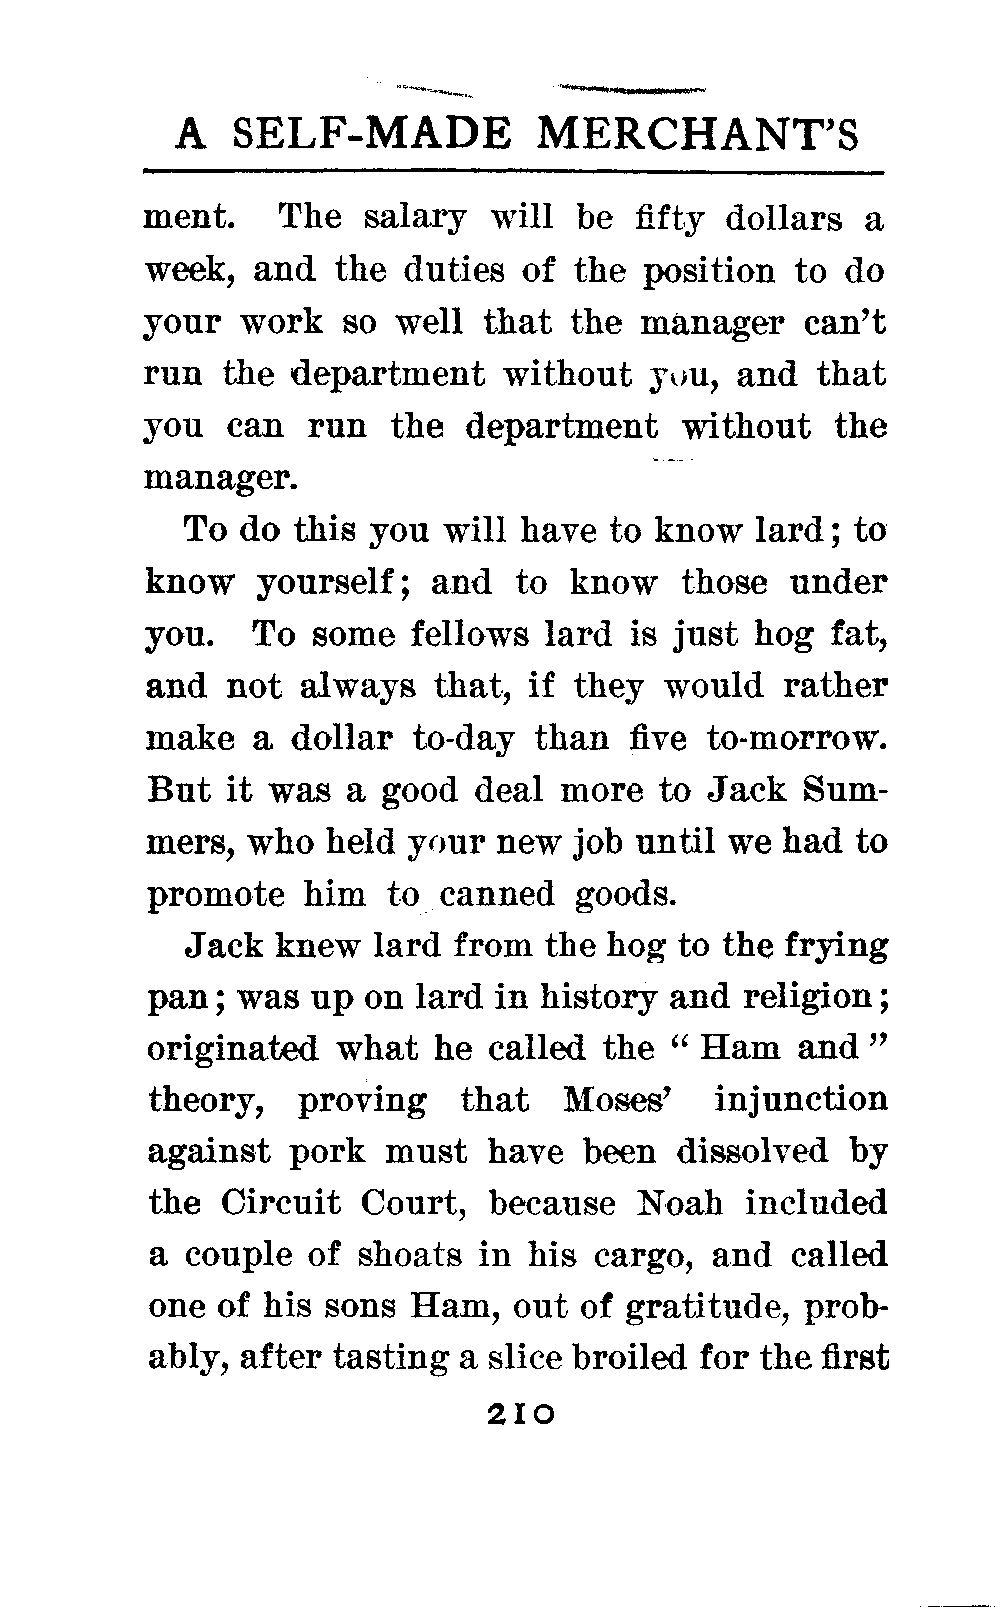 A SELF-MADE MERCHANT'S
ment. The salary will be fifty dollars a
week, and the duties of the position to do
your work so well that the manager can't
run the department without you, and that
you can run the department without the
manager.
To do this you will have to know lard; to
know yourself; and to know those under
you. To some fellows lard is just hog fat,
and not always that, if they would rather
make a dollar to-day than five to-morrow.
But it was a good deal more to Jack Sum-
mers, who held your new job until we had to
promote him to canned goods.
Jack knew lard from the hog to the frying
pan; was up on lard in history and religion;
originated what he called the “ Ham and ”
theory, proving that Moses' injunction
against pork must have been dissolved by
the Circuit Court, because Noah included
a couple of shoats in his cargo, and called
one of his sons Ham, out of gratitude, prob-
ably, after tasting a slice broiled for the first
210